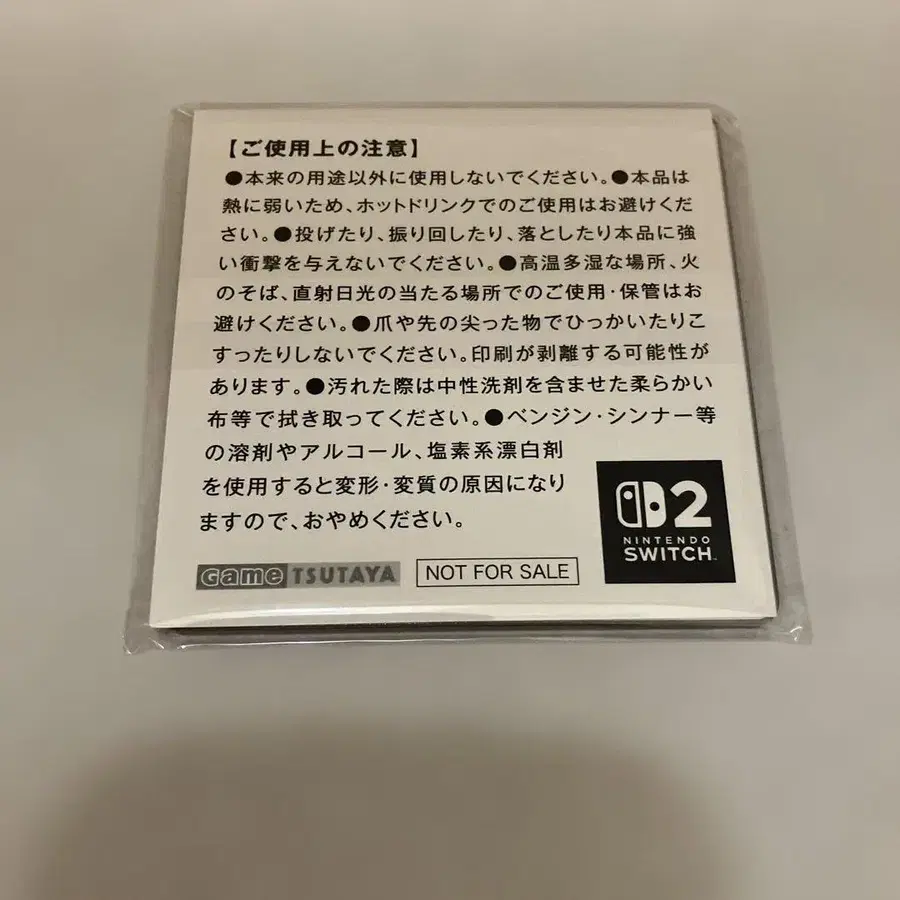 【ご使用上の注意】
●本来の用途以外に使用しないでください。●本品は
熱に弱いため、ホットドリンクでのご使用はお避けくだ
さい。●投げたり、振り回したり、落としたり本品に強
い衝撃を与えないでください。●高温多湿な場所、火
のそば、直射日光の当たる場所でのご使用・保管はお
避けください。●爪や先の尖った物でひっかいたりこ
すったりしないでください。印刷が剥離する可能性が
あります。●汚れた際は中性洗剤を含ませた柔らかい
布等で拭き取ってください。●ベンジン・シンナー等
の溶剤やアルコール、塩素系漂白剤
を使用すると変形・変質の原因になり
ますので、おやめください。
2
NINTENDO
SWITCH™
Game TSUTAYA
NOT FOR SALE